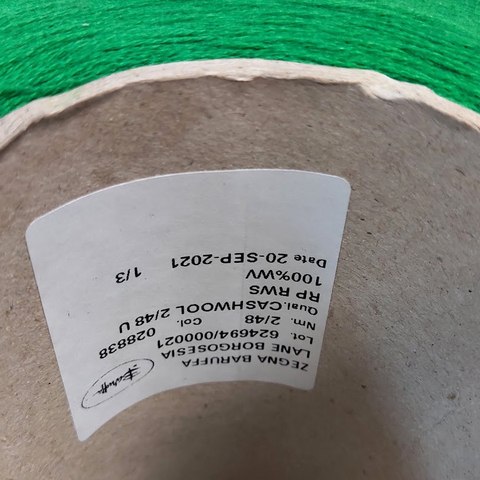 ZEGNA BARUFFA
LANE BORGOSESIA
Lot. 624694/000021
Nm. 2/48 Col. 028838
Qual.CASHWOOL 2/48 U
RP RWS
100%WV
Date 20-SEP-2021 1/3
Baruffa